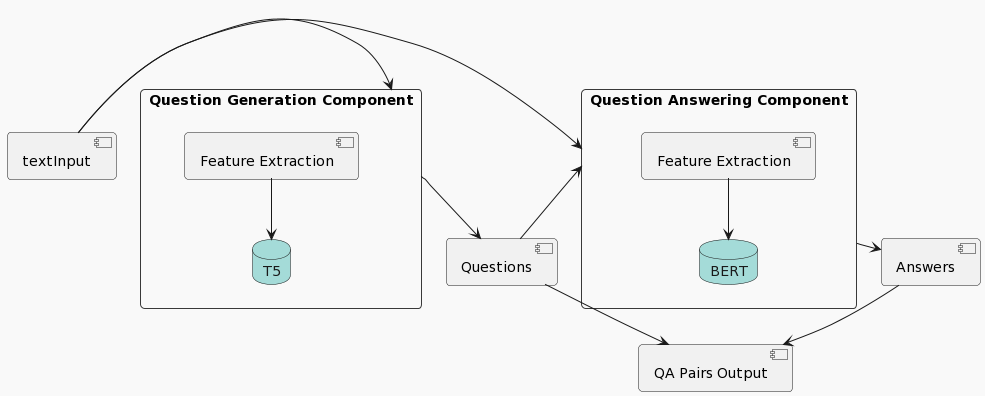 Question Generation Component
Question Answering Component
textInput
Feature Extraction
Feature Extraction
T5
Questions
BERT
Answers
QA Pairs Output